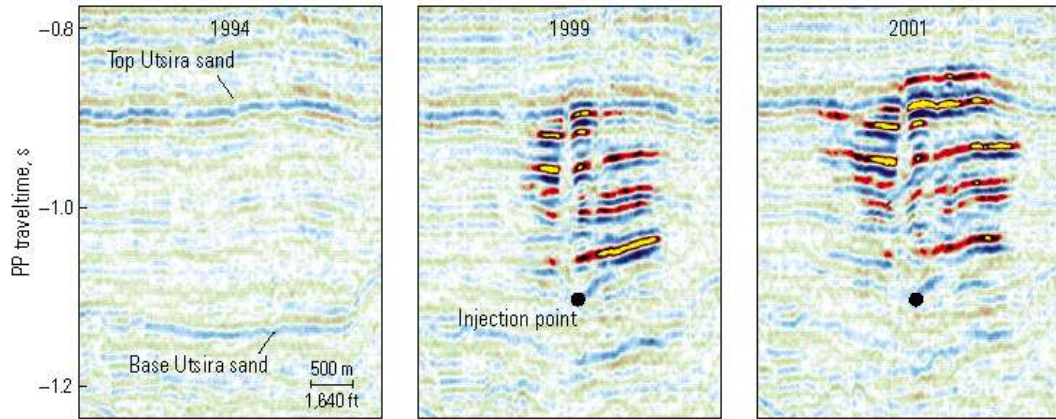 1994
1999
2001
Top Utsira sand
Base Utsira sand
Injection point
500 m
1,640 ft
PP traveltime, s
–0.8
–1.0
–1.2